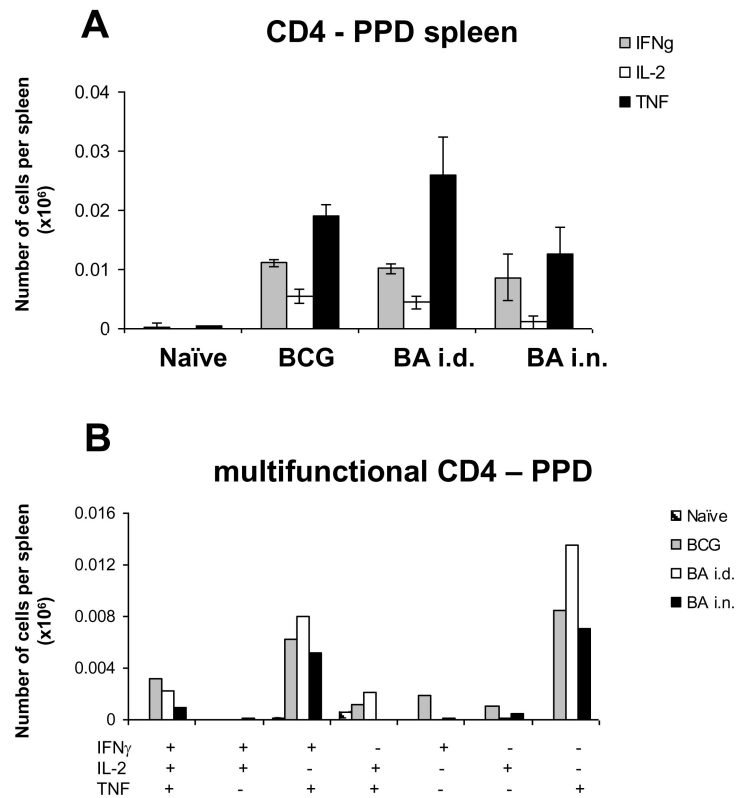 A
CD4 - PPD spleen
IFNg
IL-2
TNF
Number of cells per spleen
(x10⁶)
0.04
0.03
0.02
0.01
0
Naïve BCG BA i.d. BA i.n.
B
multifunctional CD4 – PPD
Naïve
BCG
BA i.d.
BA i.n.
Number of cells per spleen
(x10⁶)
0.016
0.012
0.008
0.004
0
IFNγ + + + - + - -
IL-2 + + - + - + -
TNF + - + + - - +